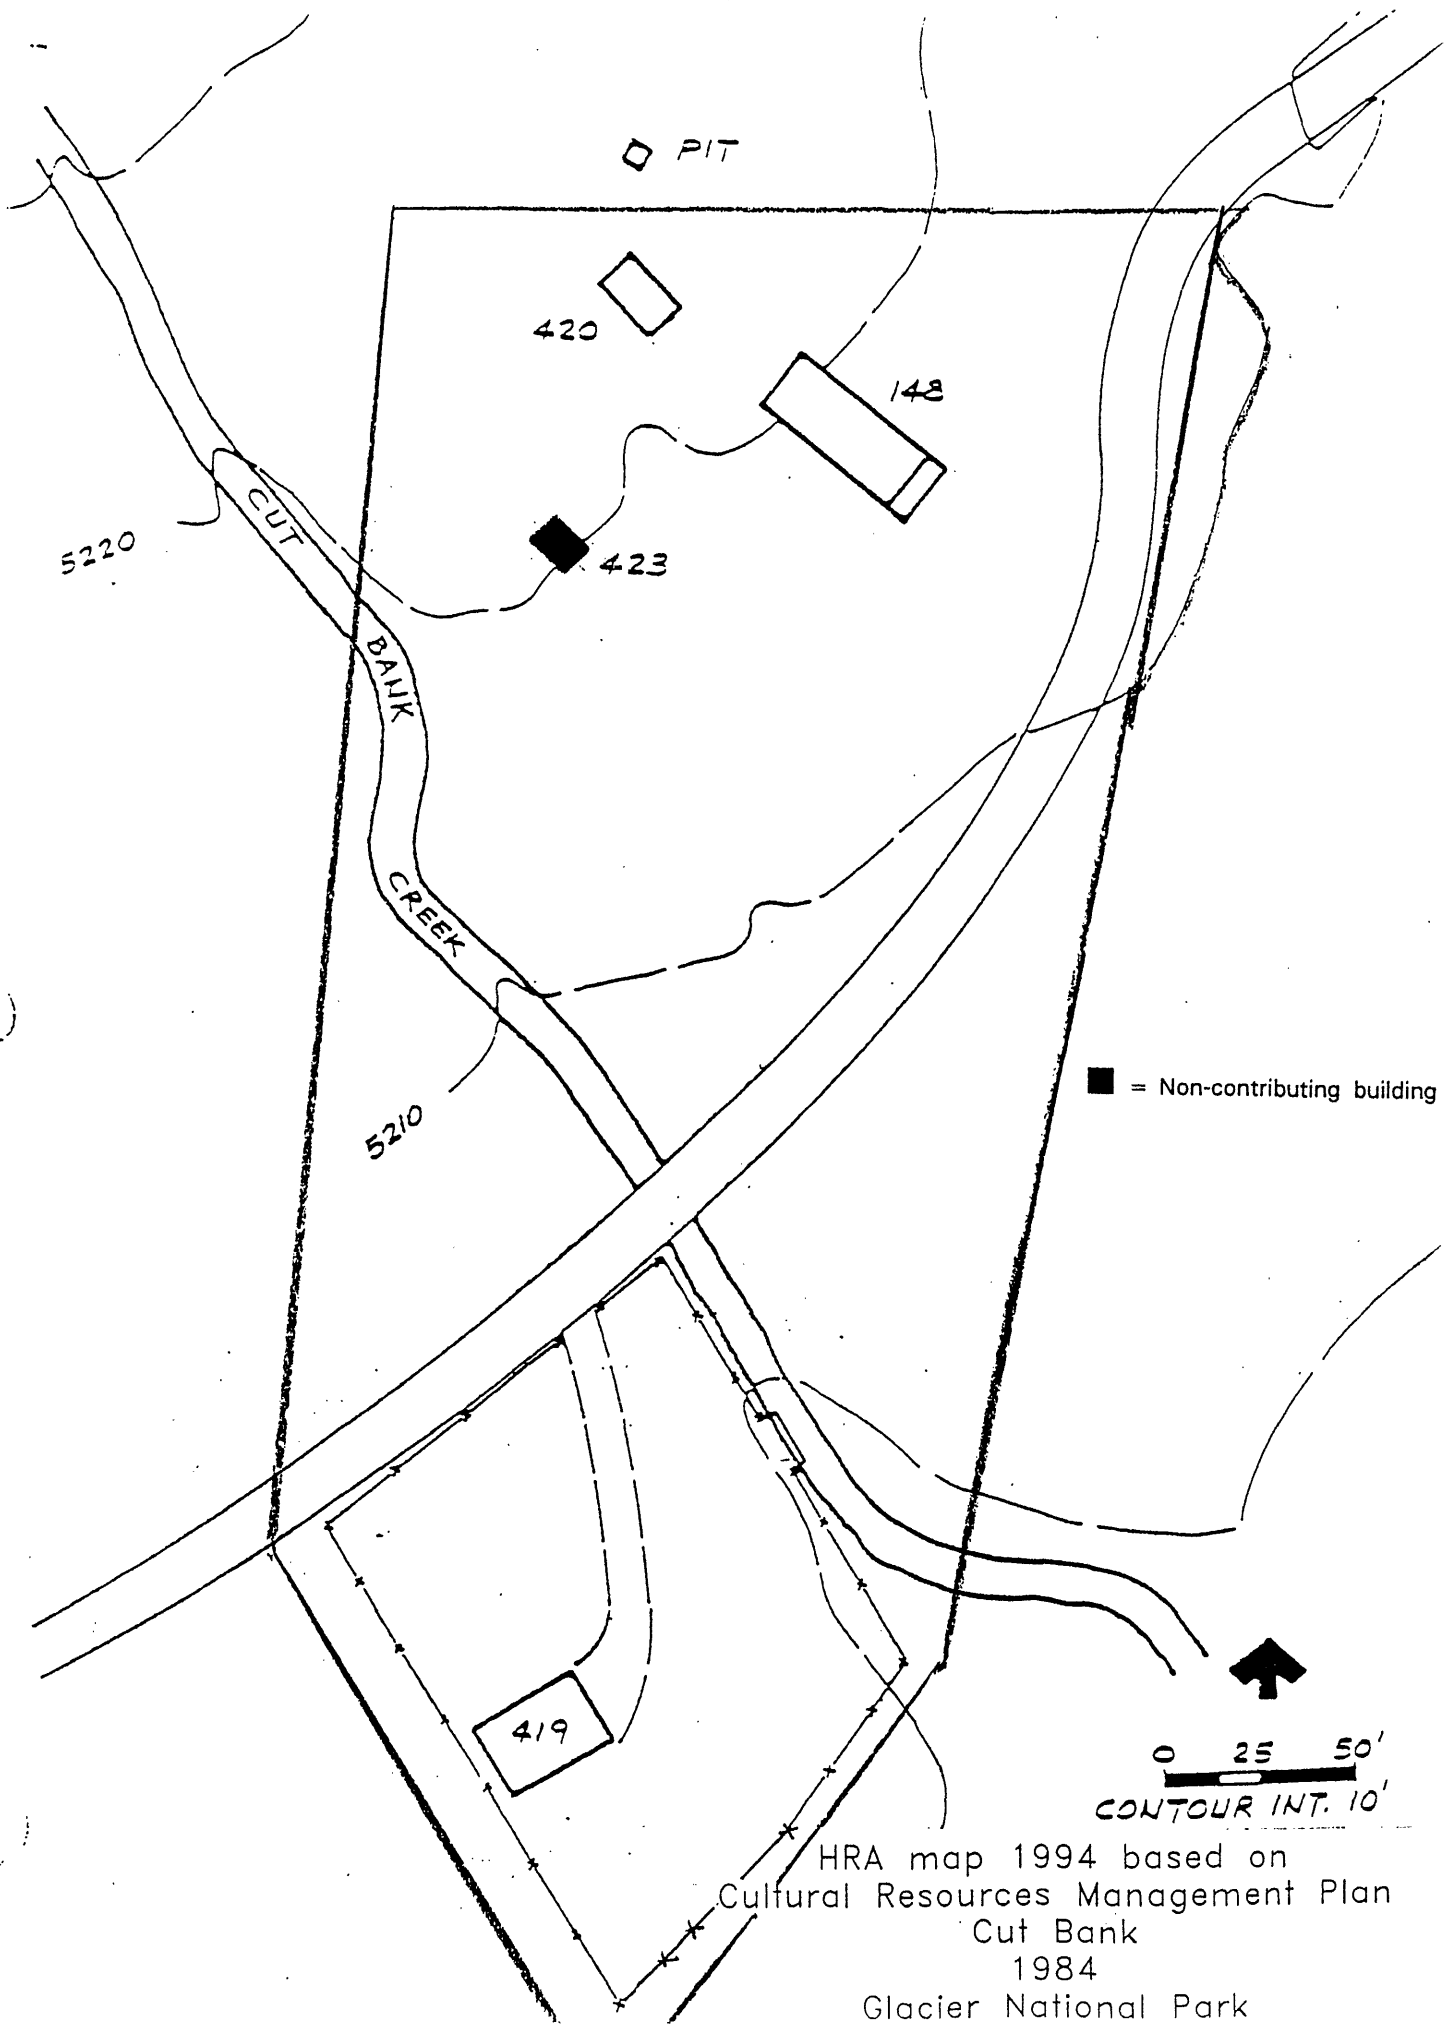 PIT
420
148
423
5220
CUT
BANK
CREEK
5210
= Non-contributing building
419
0 25 50'
CONTOUR INT. 10'
HRA map 1994 based on
Cultural Resources Management Plan
Cut Bank
1984
Glacier National Park